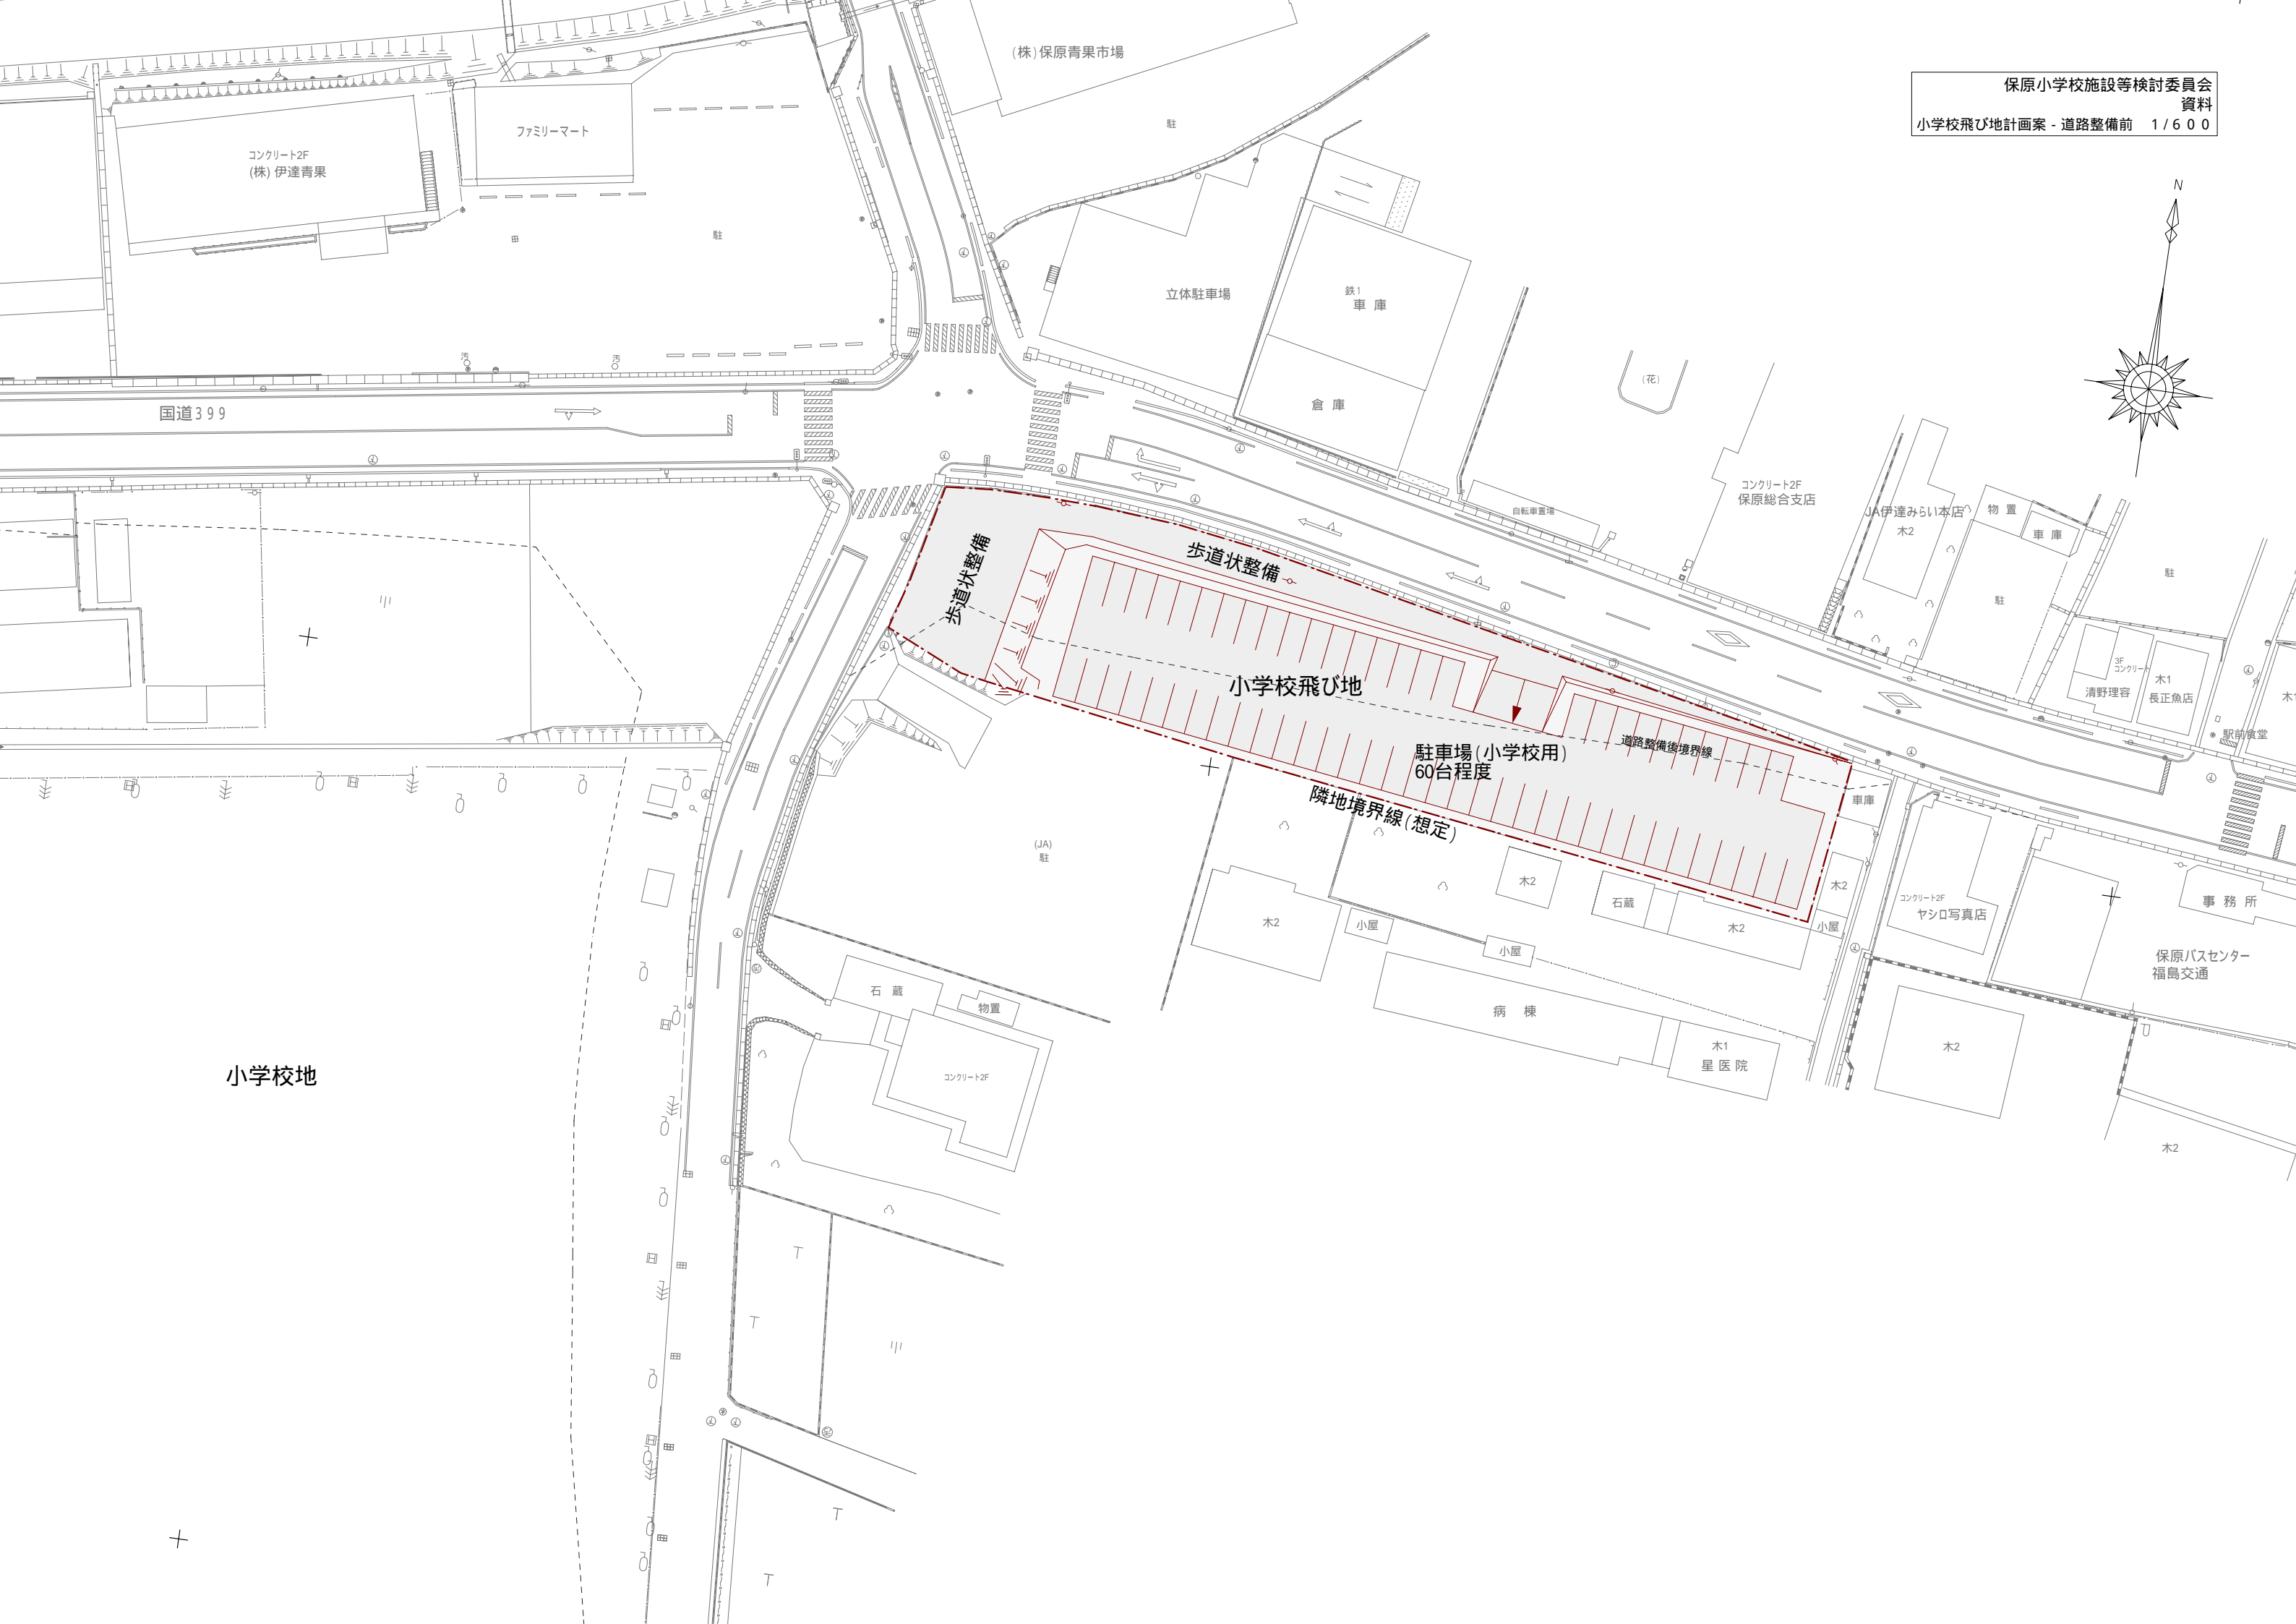 (株)保原青果市場
保原小学校施設等検討委員会
資料
小学校飛び地計画案 - 道路整備前　1/600
ファミリーマート
駐
コンクリート2F
(株) 伊達青果
N
駐
立体駐車場
鉄1
車 庫
汚
汚
(花)
倉 庫
国道399
コンクリート2F
保原総合支店
自転車置場
JA伊達みらい本店
木2
物 置
車 庫
歩道状整備
歩道状整備
駐
駐
3F
コンクリート
清野理容
木1
長正魚店
木1
小学校飛び地
駅前食堂
道路整備後境界線
駐車場(小学校用)
60台程度
隣地境界線(想定)
車庫
(JA)
駐
木2
木2
石蔵
コンクリート2F
ヤシロ写真店
事 務 所
木2
小屋
木2
小屋
小屋
保原バスセンター
福島交通
石 蔵
物置
病 棟
木1
星 医 院
木2
小学校地
コンクリート2F
木2